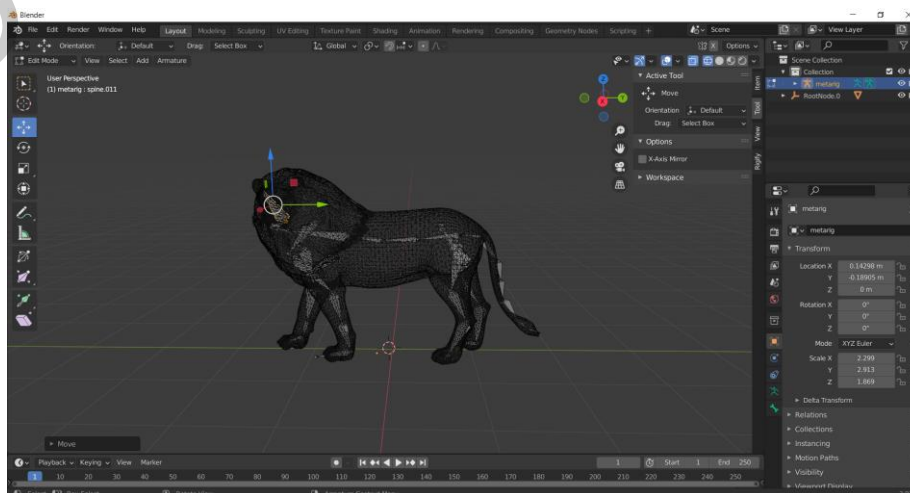 Blender
File Edit Render Window Help Layout Modeling Sculpting UV Editing Texture Paint Shading Animation Rendering Compositing Geometry Nodes Scripting + Scene View Layer
Orientation: Default Drag: Select Box Global Options
Edit Mode View Select Add Armature
User Perspective
(1) metarig : spine.011
Z
X
Y
Active Tool
Move
Orientation Default
Drag: Select Box
Options
X-Axis Mirror
Workspace
Item
Tool
View
Rigify
Scene Collection
Collection
metarig
RootNode.0
metarig
metarig
Transform
Location X 0.14298 m
Y -0.18905 m
Z 0 m
Rotation X 0°
Y 0°
Z 0°
Mode XYZ Euler
Scale X 2.299
Y 2.913
Z 1.869
Delta Transform
Relations
Collections
Instancing
Motion Paths
Visibility
Viewport Display
Move
Playback Keying View Marker 1 Start 1 End 250
1 10 20 30 40 50 60 70 80 90 100 110 120 130 140 150 160 170 180 190 200 210 220 230 240 250